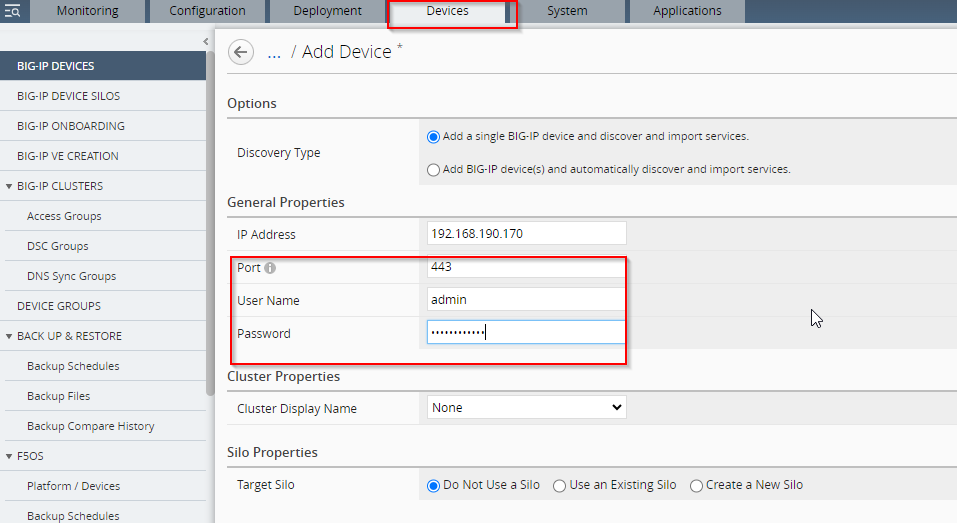 Monitoring Configuration Deployment Devices System Applications
BIG-IP DEVICES
BIG-IP DEVICE SILOS
BIG-IP ONBOARDING
BIG-IP VE CREATION
BIG-IP CLUSTERS
Access Groups
DSC Groups
DNS Sync Groups
DEVICE GROUPS
BACK UP & RESTORE
Backup Schedules
Backup Files
Backup Compare History
F5OS
Platform / Devices
Backup Schedules
... / Add Device *
Options
Discovery Type
Add a single BIG-IP device and discover and import services.
Add BIG-IP device(s) and automatically discover and import services.
General Properties
IP Address 192.168.190.170
Port 443
User Name admin
Password ••••••••••••
Cluster Properties
Cluster Display Name None
Silo Properties
Target Silo Do Not Use a Silo Use an Existing Silo Create a New Silo